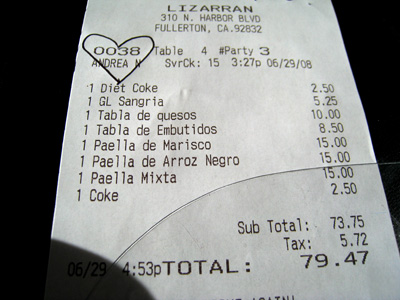 LIZARRAN
310 N. HARBOR BLVD
FULLERTON, CA.92832
0038 Table 4 #Party 3
ANDREA N SvrCk: 15 3:27p 06/29/08
1 Diet Coke 2.50
1 GL Sangria 5.25
1 Tabla de quesos 10.00
1 Tabla de Embutidos 8.50
1 Paella de Marisco 15.00
1 Paella de Arroz Negro 15.00
1 Paella Mixta 15.00
1 Coke 2.50
Sub Total: 73.75
Tax: 5.72
06/29 4:53pTOTAL: 79.47
AGAIN!